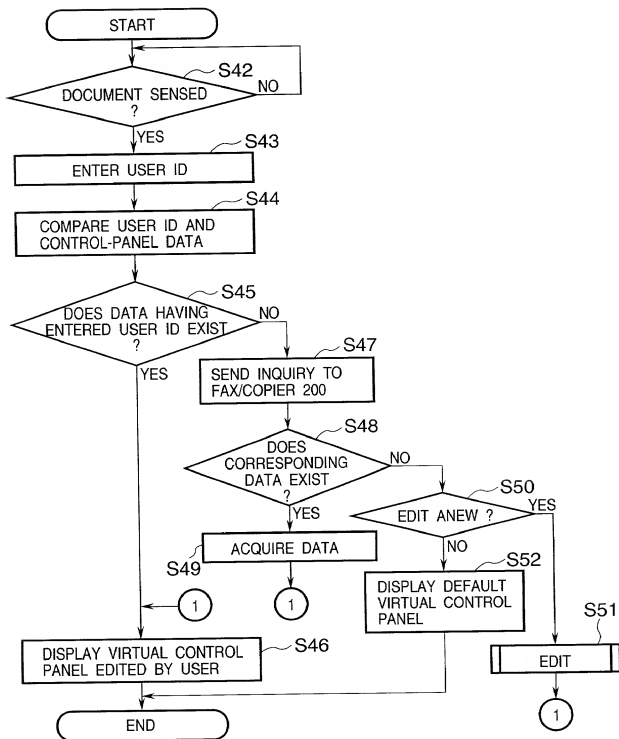 START
S42
DOCUMENT SENSED
?
NO
YES
S43
ENTER USER ID
S44
COMPARE USER ID AND
CONTROL-PANEL DATA
S45
DOES DATA HAVING
ENTERED USER ID EXIST
?
NO
YES
S47
SEND INQUIRY TO
FAX/COPIER 200
S48
DOES
CORRESPONDING
DATA EXIST
?
NO
YES
S50
EDIT ANEW ?
YES
NO
S49
ACQUIRE DATA
S52
DISPLAY DEFAULT
VIRTUAL CONTROL
PANEL
1
1
S51
EDIT
S46
DISPLAY VIRTUAL CONTROL
PANEL EDITED BY USER
1
END